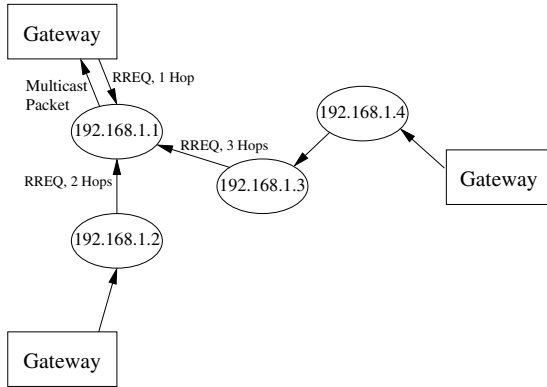 Gateway
Multicast
Packet
RREQ, 1 Hop
192.168.1.4
192.168.1.1
RREQ, 3 Hops
RREQ, 2 Hops
192.168.1.3
Gateway
192.168.1.2
Gateway